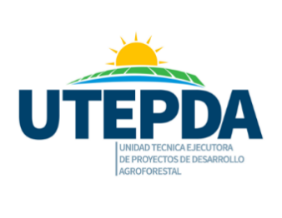 UTEPDA
UNIDAD TECNICA EJECUTORA
DE PROYECTOS DE DESARROLLO
AGROFORESTAL